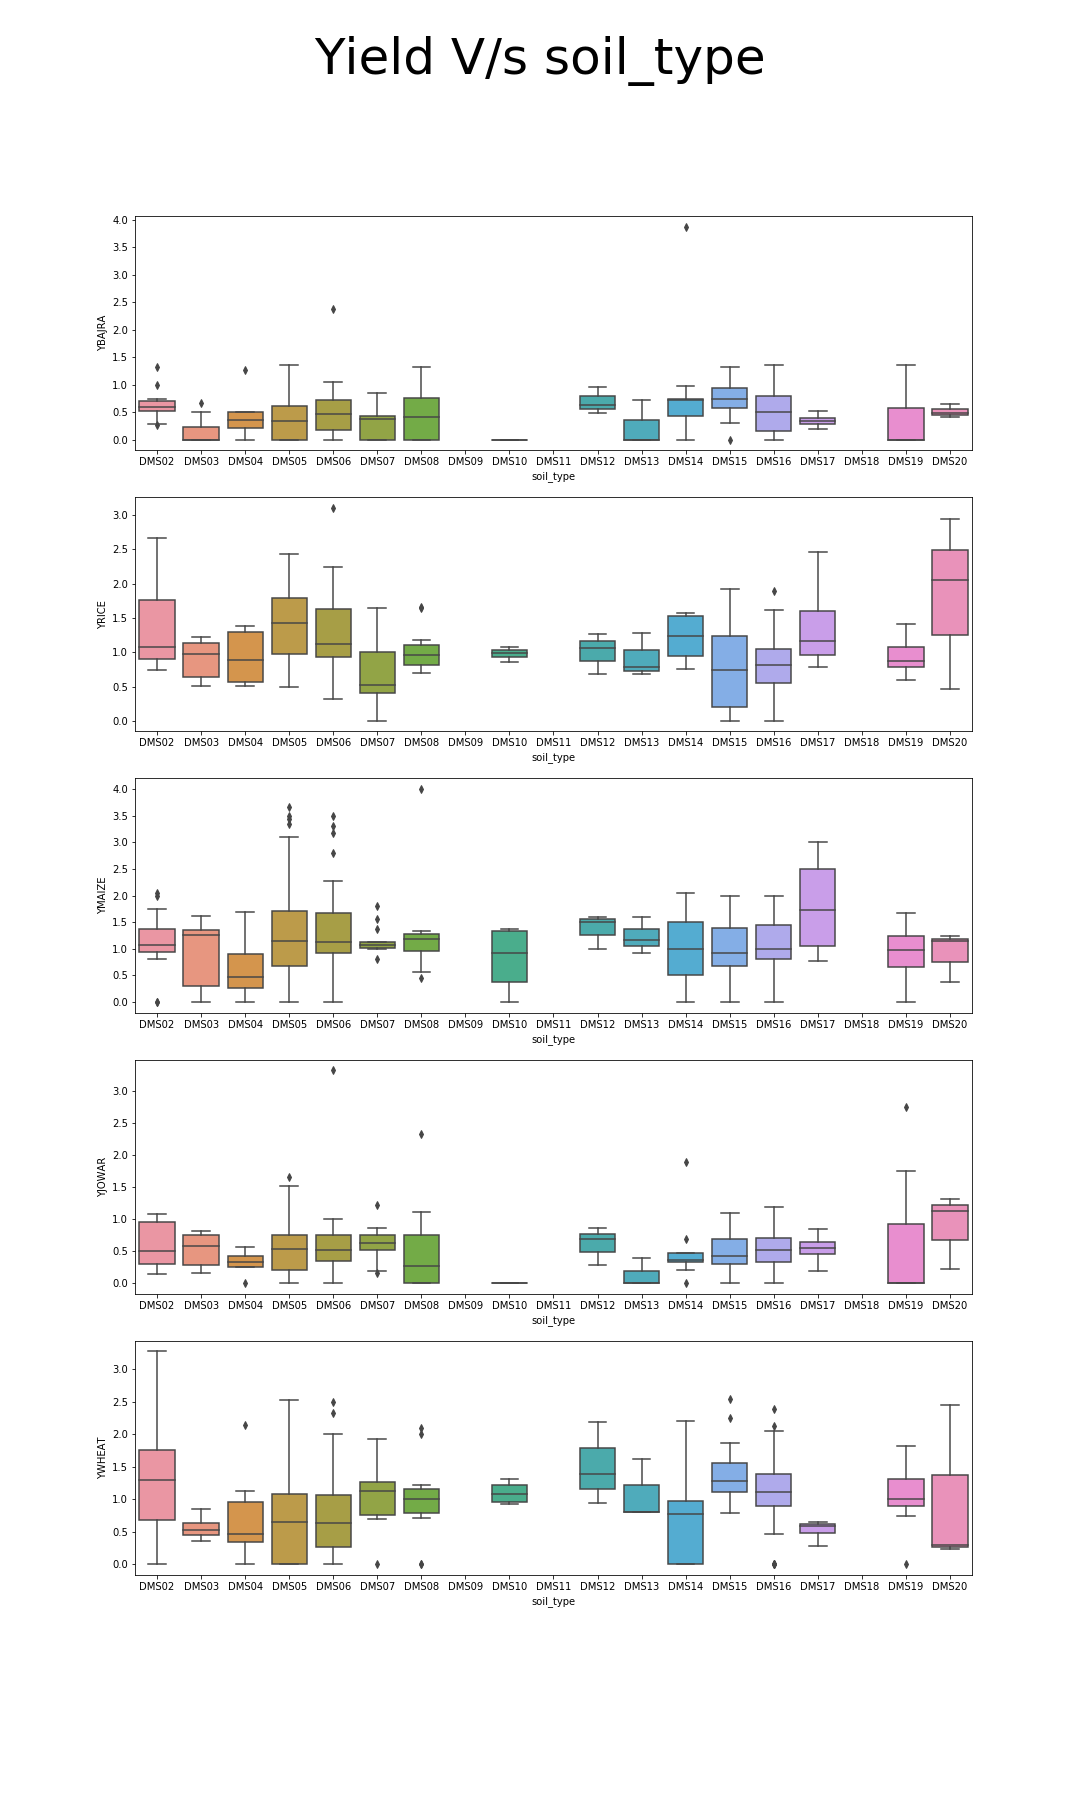 Yield V/s soil_type
4.0
3.5
3.0
2.5
2.0
1.5
1.0
0.5
0.0
YBAJRA
DMS02 DMS03 DMS04 DMS05 DMS06 DMS07 DMS08 DMS09 DMS10 DMS11 DMS12 DMS13 DMS14 DMS15 DMS16 DMS17 DMS18 DMS19 DMS20
soil_type
3.0
2.5
2.0
1.5
1.0
0.5
0.0
YRICE
DMS02 DMS03 DMS04 DMS05 DMS06 DMS07 DMS08 DMS09 DMS10 DMS11 DMS12 DMS13 DMS14 DMS15 DMS16 DMS17 DMS18 DMS19 DMS20
soil_type
4.0
3.5
3.0
2.5
2.0
1.5
1.0
0.5
0.0
YMAIZE
DMS02 DMS03 DMS04 DMS05 DMS06 DMS07 DMS08 DMS09 DMS10 DMS11 DMS12 DMS13 DMS14 DMS15 DMS16 DMS17 DMS18 DMS19 DMS20
soil_type
3.0
2.5
2.0
1.5
1.0
0.5
0.0
YJOWAR
DMS02 DMS03 DMS04 DMS05 DMS06 DMS07 DMS08 DMS09 DMS10 DMS11 DMS12 DMS13 DMS14 DMS15 DMS16 DMS17 DMS18 DMS19 DMS20
soil_type
3.0
2.5
2.0
1.5
1.0
0.5
0.0
YWHEAT
DMS02 DMS03 DMS04 DMS05 DMS06 DMS07 DMS08 DMS09 DMS10 DMS11 DMS12 DMS13 DMS14 DMS15 DMS16 DMS17 DMS18 DMS19 DMS20
soil_type